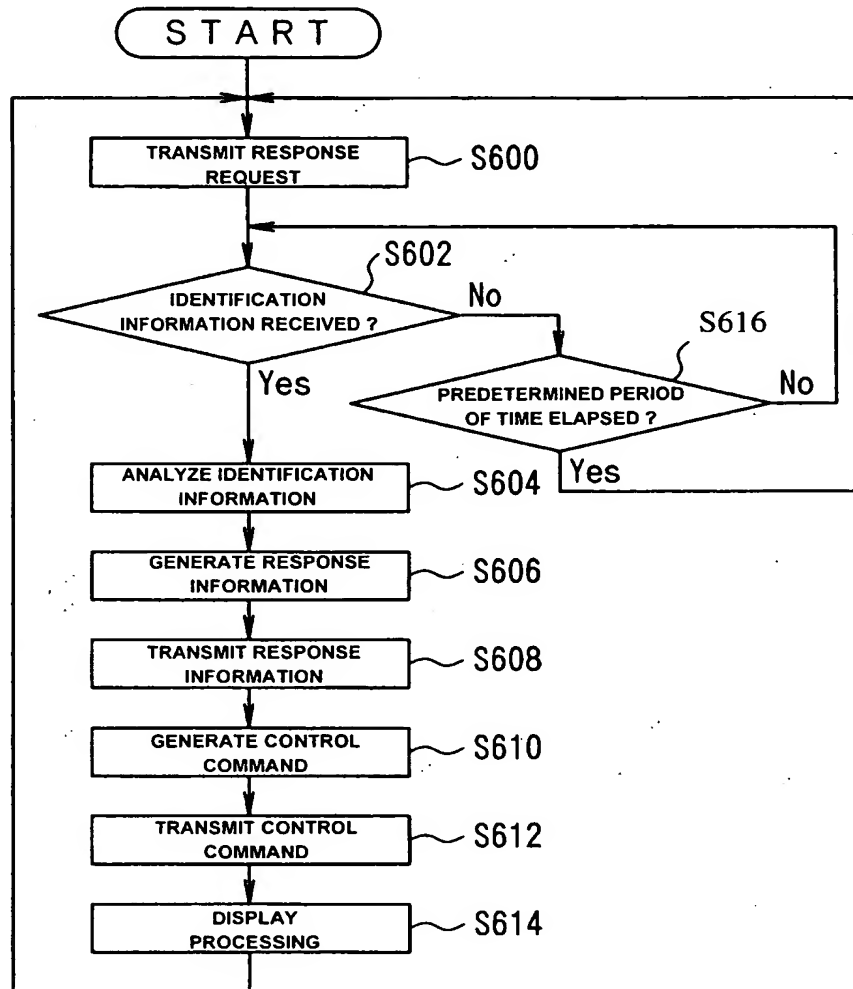 START
TRANSMIT RESPONSE
REQUEST
S600
S602
IDENTIFICATION
INFORMATION RECEIVED ?
No
Yes
S616
PREDETERMINED PERIOD
OF TIME ELAPSED ?
No
Yes
ANALYZE IDENTIFICATION
INFORMATION
S604
GENERATE RESPONSE
INFORMATION
S606
TRANSMIT RESPONSE
INFORMATION
S608
GENERATE CONTROL
COMMAND
S610
TRANSMIT CONTROL
COMMAND
S612
DISPLAY
PROCESSING
S614